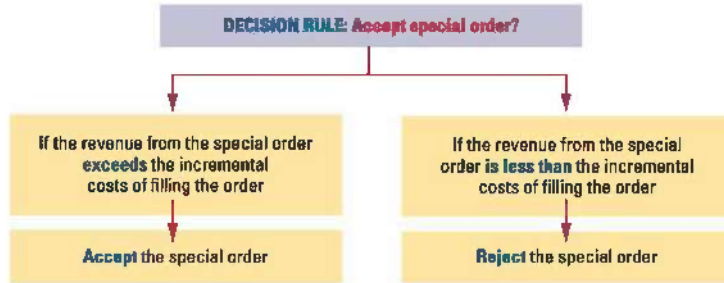 DECISION RULE: Accept special order?
If the revenue from the special order
exceeds the incremental
costs of filling the order
If the revenue from the special
order is less than the incremental
costs of filling the order
Accept the special order
Reject the special order